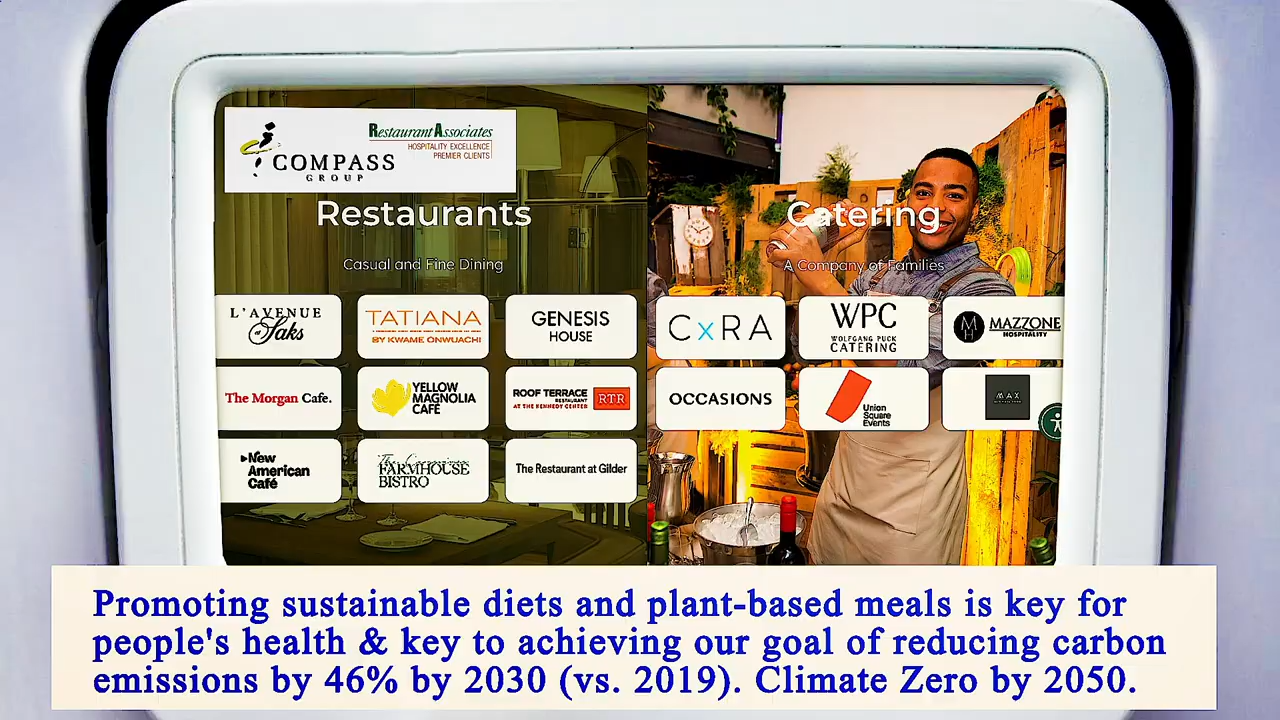 COMPASS
GROUP
Restaurant Associates
HOSPITALITY EXCELLENCE
PREMIER CLIENTS
Restaurants
Casual and Fine Dining
L'AVENUE
at Saks
TATIANA
BY KWAME ONWUACHI
GENESIS
HOUSE
The Morgan Cafe.
YELLOW
MAGNOLIA
CAFÉ
ROOF TERRACE
RESTAURANT
AT THE KENNEDY CENTER
RTR
New
American
Café
FARMHOUSE
BISTRO
The Restaurant at Gilder
Catering
A Company of Families
CxRA
WPC
WOLFGANG PUCK
CATERING
MH
MAZZONE
HOSPITALITY
OCCASIONS
Union
Square
Events
MAX
Promoting sustainable diets and plant-based meals is key for
people's health & key to achieving our goal of reducing carbon
emissions by 46% by 2030 (vs. 2019). Climate Zero by 2050.